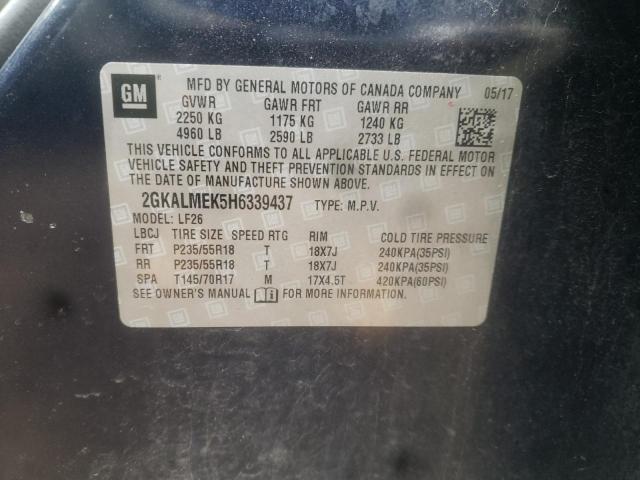 GM ®
MFD BY GENERAL MOTORS OF CANADA COMPANY 05/17
GVWR GAWR FRT GAWR RR
2250 KG 1175 KG 1240 KG
4960 LB 2590 LB 2733 LB
THIS VEHICLE CONFORMS TO ALL APPLICABLE U.S. FEDERAL MOTOR
VEHICLE SAFETY AND THEFT PREVENTION STANDARDS IN EFFECT ON
DATE OF MANUFACTURE SHOWN ABOVE.
2GKALMEK5H6339437 TYPE: M.P.V.
MODEL: LF26
LBCJ TIRE SIZE SPEED RTG RIM COLD TIRE PRESSURE
FRT P235/55R18 T 18X7J 240KPA(35PSI)
RR P235/55R18 T 18X7J 240KPA(35PSI)
SPA T145/70R17 M 17X4.5T 420KPA(60PSI)
SEE OWNER'S MANUAL FOR MORE INFORMATION